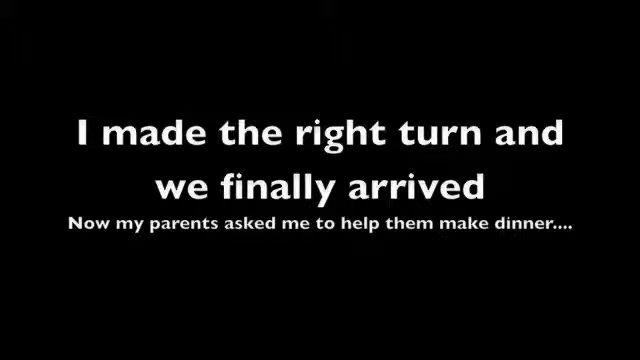 I made the right turn and
we finally arrived
Now my parents asked me to help them make dinner....